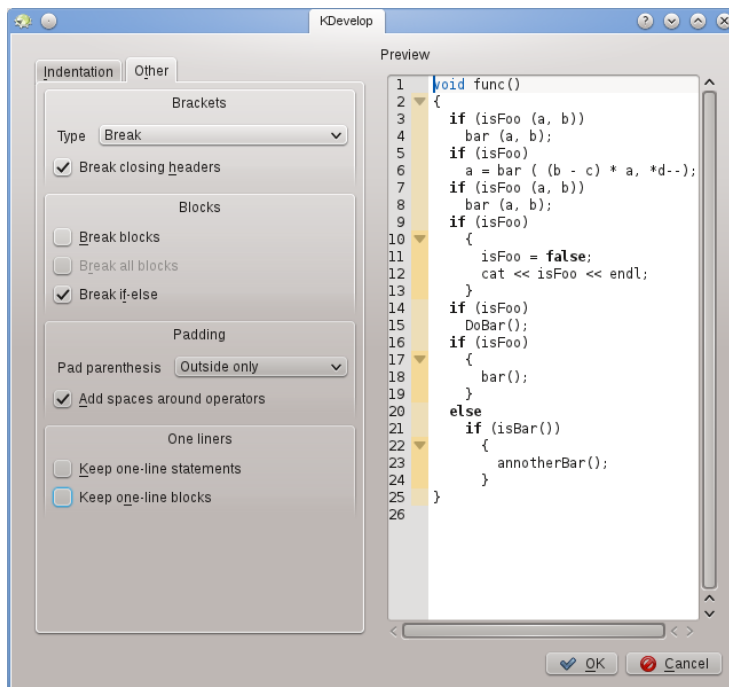 KDevelop
Indentation
Other
Brackets
Type Break
Break closing headers
Blocks
Break blocks
Break all blocks
Break if-else
Padding
Pad parenthesis Outside only
Add spaces around operators
One liners
Keep one-line statements
Keep one-line blocks
Preview
1 void func()
2 {
3   if (isFoo (a, b))
4     bar (a, b);
5   if (isFoo)
6     a = bar ( (b - c) * a, *d--);
7   if (isFoo (a, b))
8     bar (a, b);
9   if (isFoo)
10     {
11       isFoo = false;
12       cat << isFoo << endl;
13     }
14   if (isFoo)
15     DoBar();
16   if (isFoo)
17     {
18       bar();
19     }
20   else
21     if (isBar())
22       {
23         annotherBar();
24       }
25 }
26
OK
Cancel